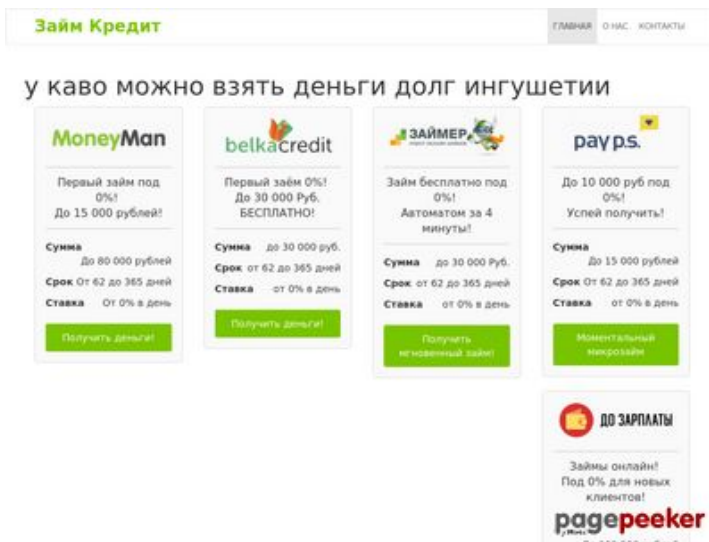 Займ Кредит
ГЛАВНАЯ О НАС КОНТАКТЫ
у каво можно взять деньги долг ингушетии
MoneyMan
Первый займ под
0%!
До 15 000 рублей!
Сумма
До 80 000 рублей
Срок От 62 до 365 дней
Ставка От 0% в день
Получить деньги!
belkacredit
Первый заём 0%!
До 30 000 Руб.
БЕСПЛАТНО!
Сумма до 30 000 руб.
Срок от 62 до 365 дней
Ставка от 0% в день
Получить деньги!
ЗАЙМЕР
Займ бесплатно под
0%!
Автоматом за 4
минуты!
Сумма до 30 000 Руб.
Срок от 62 до 365 дней
Ставка от 0% в день
Получить
мгновенный займ!
pay p.s.
До 10 000 руб под
0%!
Успей получить!
Сумма
До 15 000 рублей
Срок От 62 до 365 дней
Ставка от 0% в день
Моментальный
микрозайм
ДО ЗАРПЛАТЫ
Займы онлайн!
Под 0% для новых
клиентов!
pagepeeker